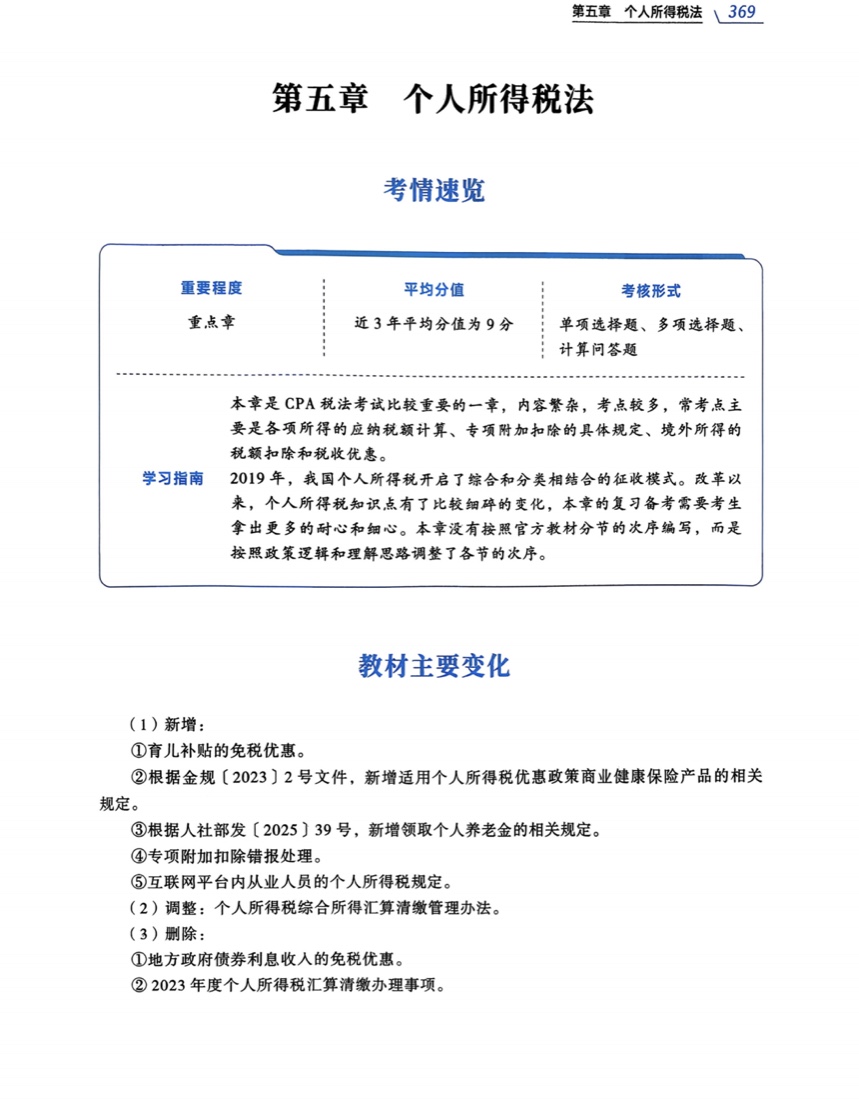 第五章 个人所得税法 369
第五章 个人所得税法
考情速览
重要程度 平均分值 考核形式
重点章 近3年平均分值为9分 单项选择题、多项选择题、
计算问答题
学习指南
本章是 CPA 税法考试比较重要的一章，内容繁杂，考点较多，常考点主
要是各项所得的应纳税额计算、专项附加扣除的具体规定、境外所得的
税额扣除和税收优惠。
2019 年，我国个人所得税开启了综合和分类相结合的征收模式。改革以
来，个人所得税知识点有了比较细碎的变化，本章的复习备考需要考生
拿出更多的耐心和细心。本章没有按照官方教材分节的次序编写，而是
按照政策逻辑和理解思路调整了各节的次序。
教材主要变化
（1）新增：
①育儿补贴的免税优惠。
②根据金规〔2023〕2号文件，新增适用个人所得税优惠政策商业健康保险产品的相关
规定。
③根据人社部发〔2025〕39号，新增领取个人养老金的相关规定。
④专项附加扣除错报处理。
⑤互联网平台内从业人员的个人所得税规定。
（2）调整：个人所得税综合所得汇算清缴管理办法。
（3）删除：
①地方政府债券利息收入的免税优惠。
②2023年度个人所得税汇算清缴办理事项。